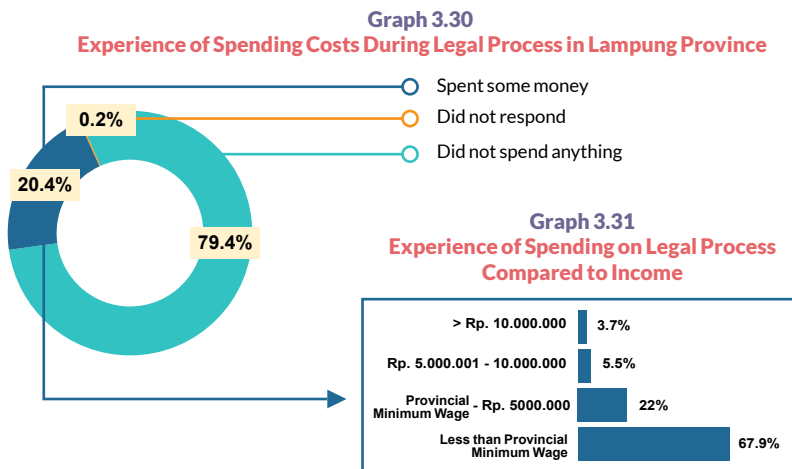 Graph 3.30
Experience of Spending Costs During Legal Process in Lampung Province
Spent some money
Did not respond
Did not spend anything
0.2%
20.4%
79.4%
Graph 3.31
Experience of Spending on Legal Process
Compared to Income
> Rp. 10.000.000
3.7%
Rp. 5.000.001 - 10.000.000
5.5%
Provincial
Minimum Wage - Rp. 5000.000
22%
Less than Provincial
Minimum Wage
67.9%